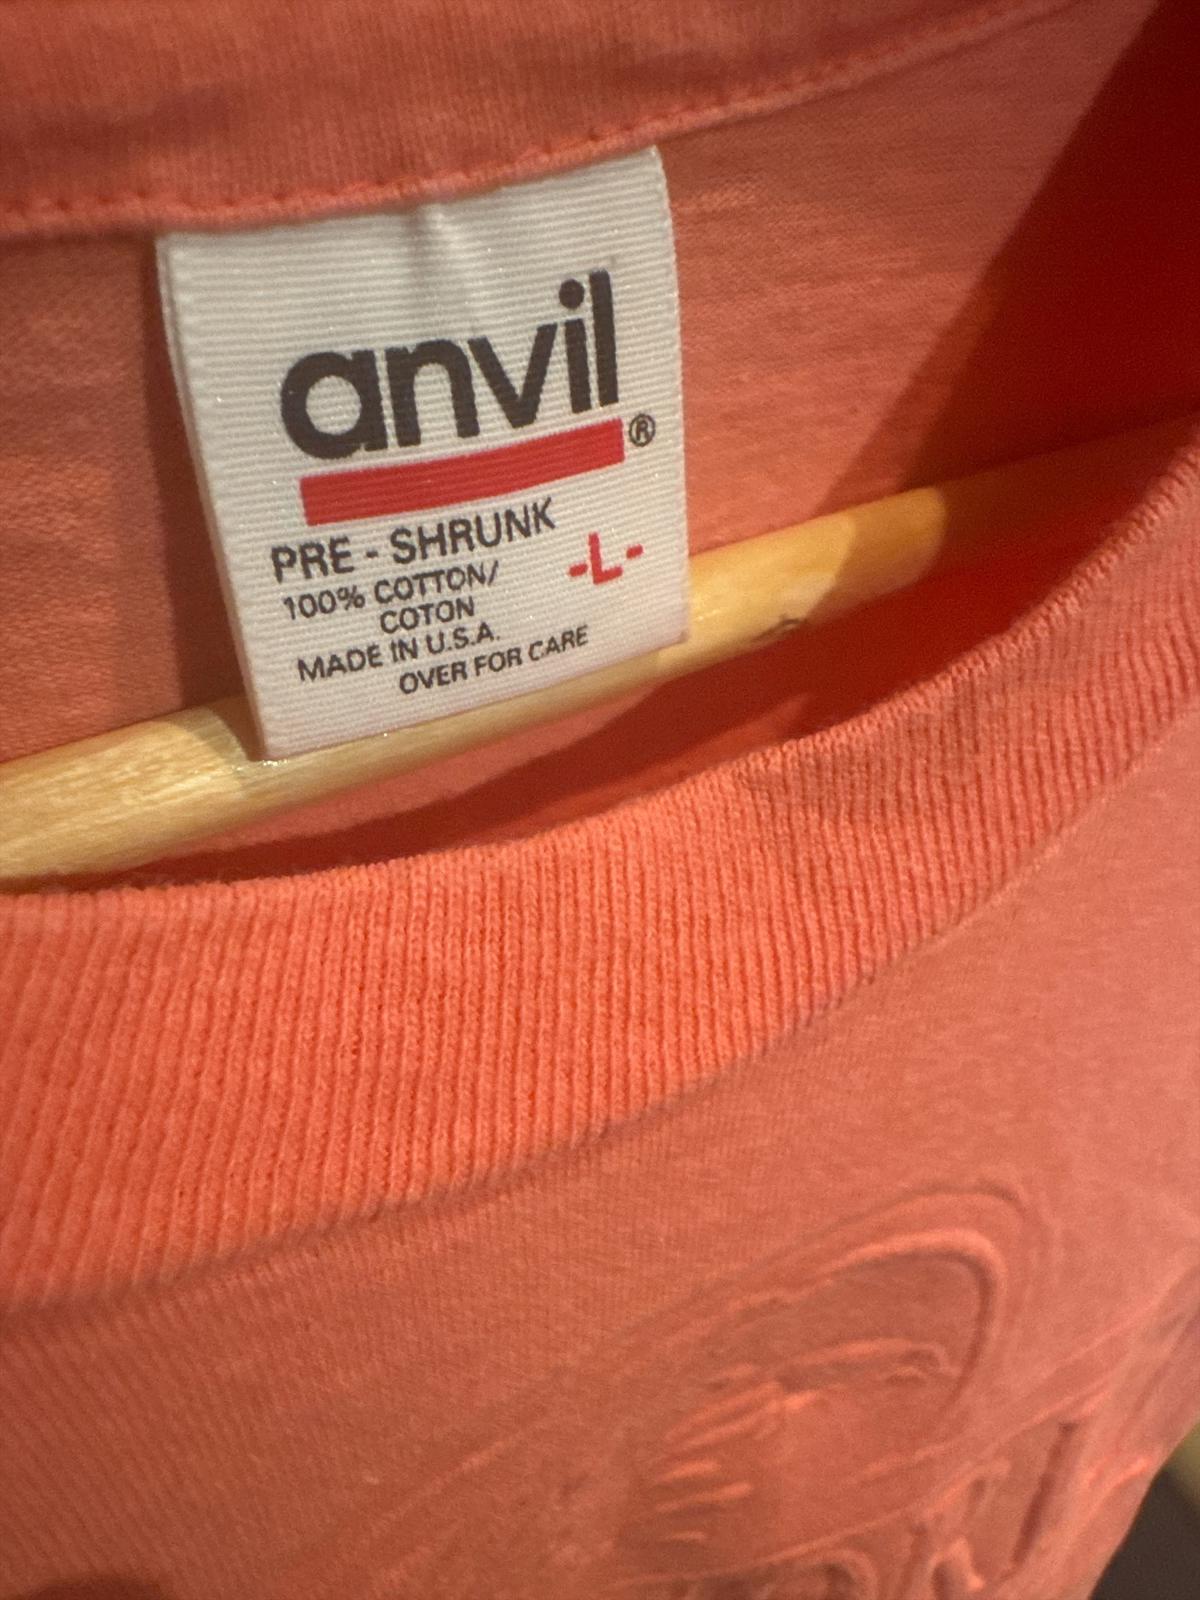 anvil®
PRE - SHRUNK
100% COTTON/ -L-
COTON
MADE IN U.S.A.
OVER FOR CARE